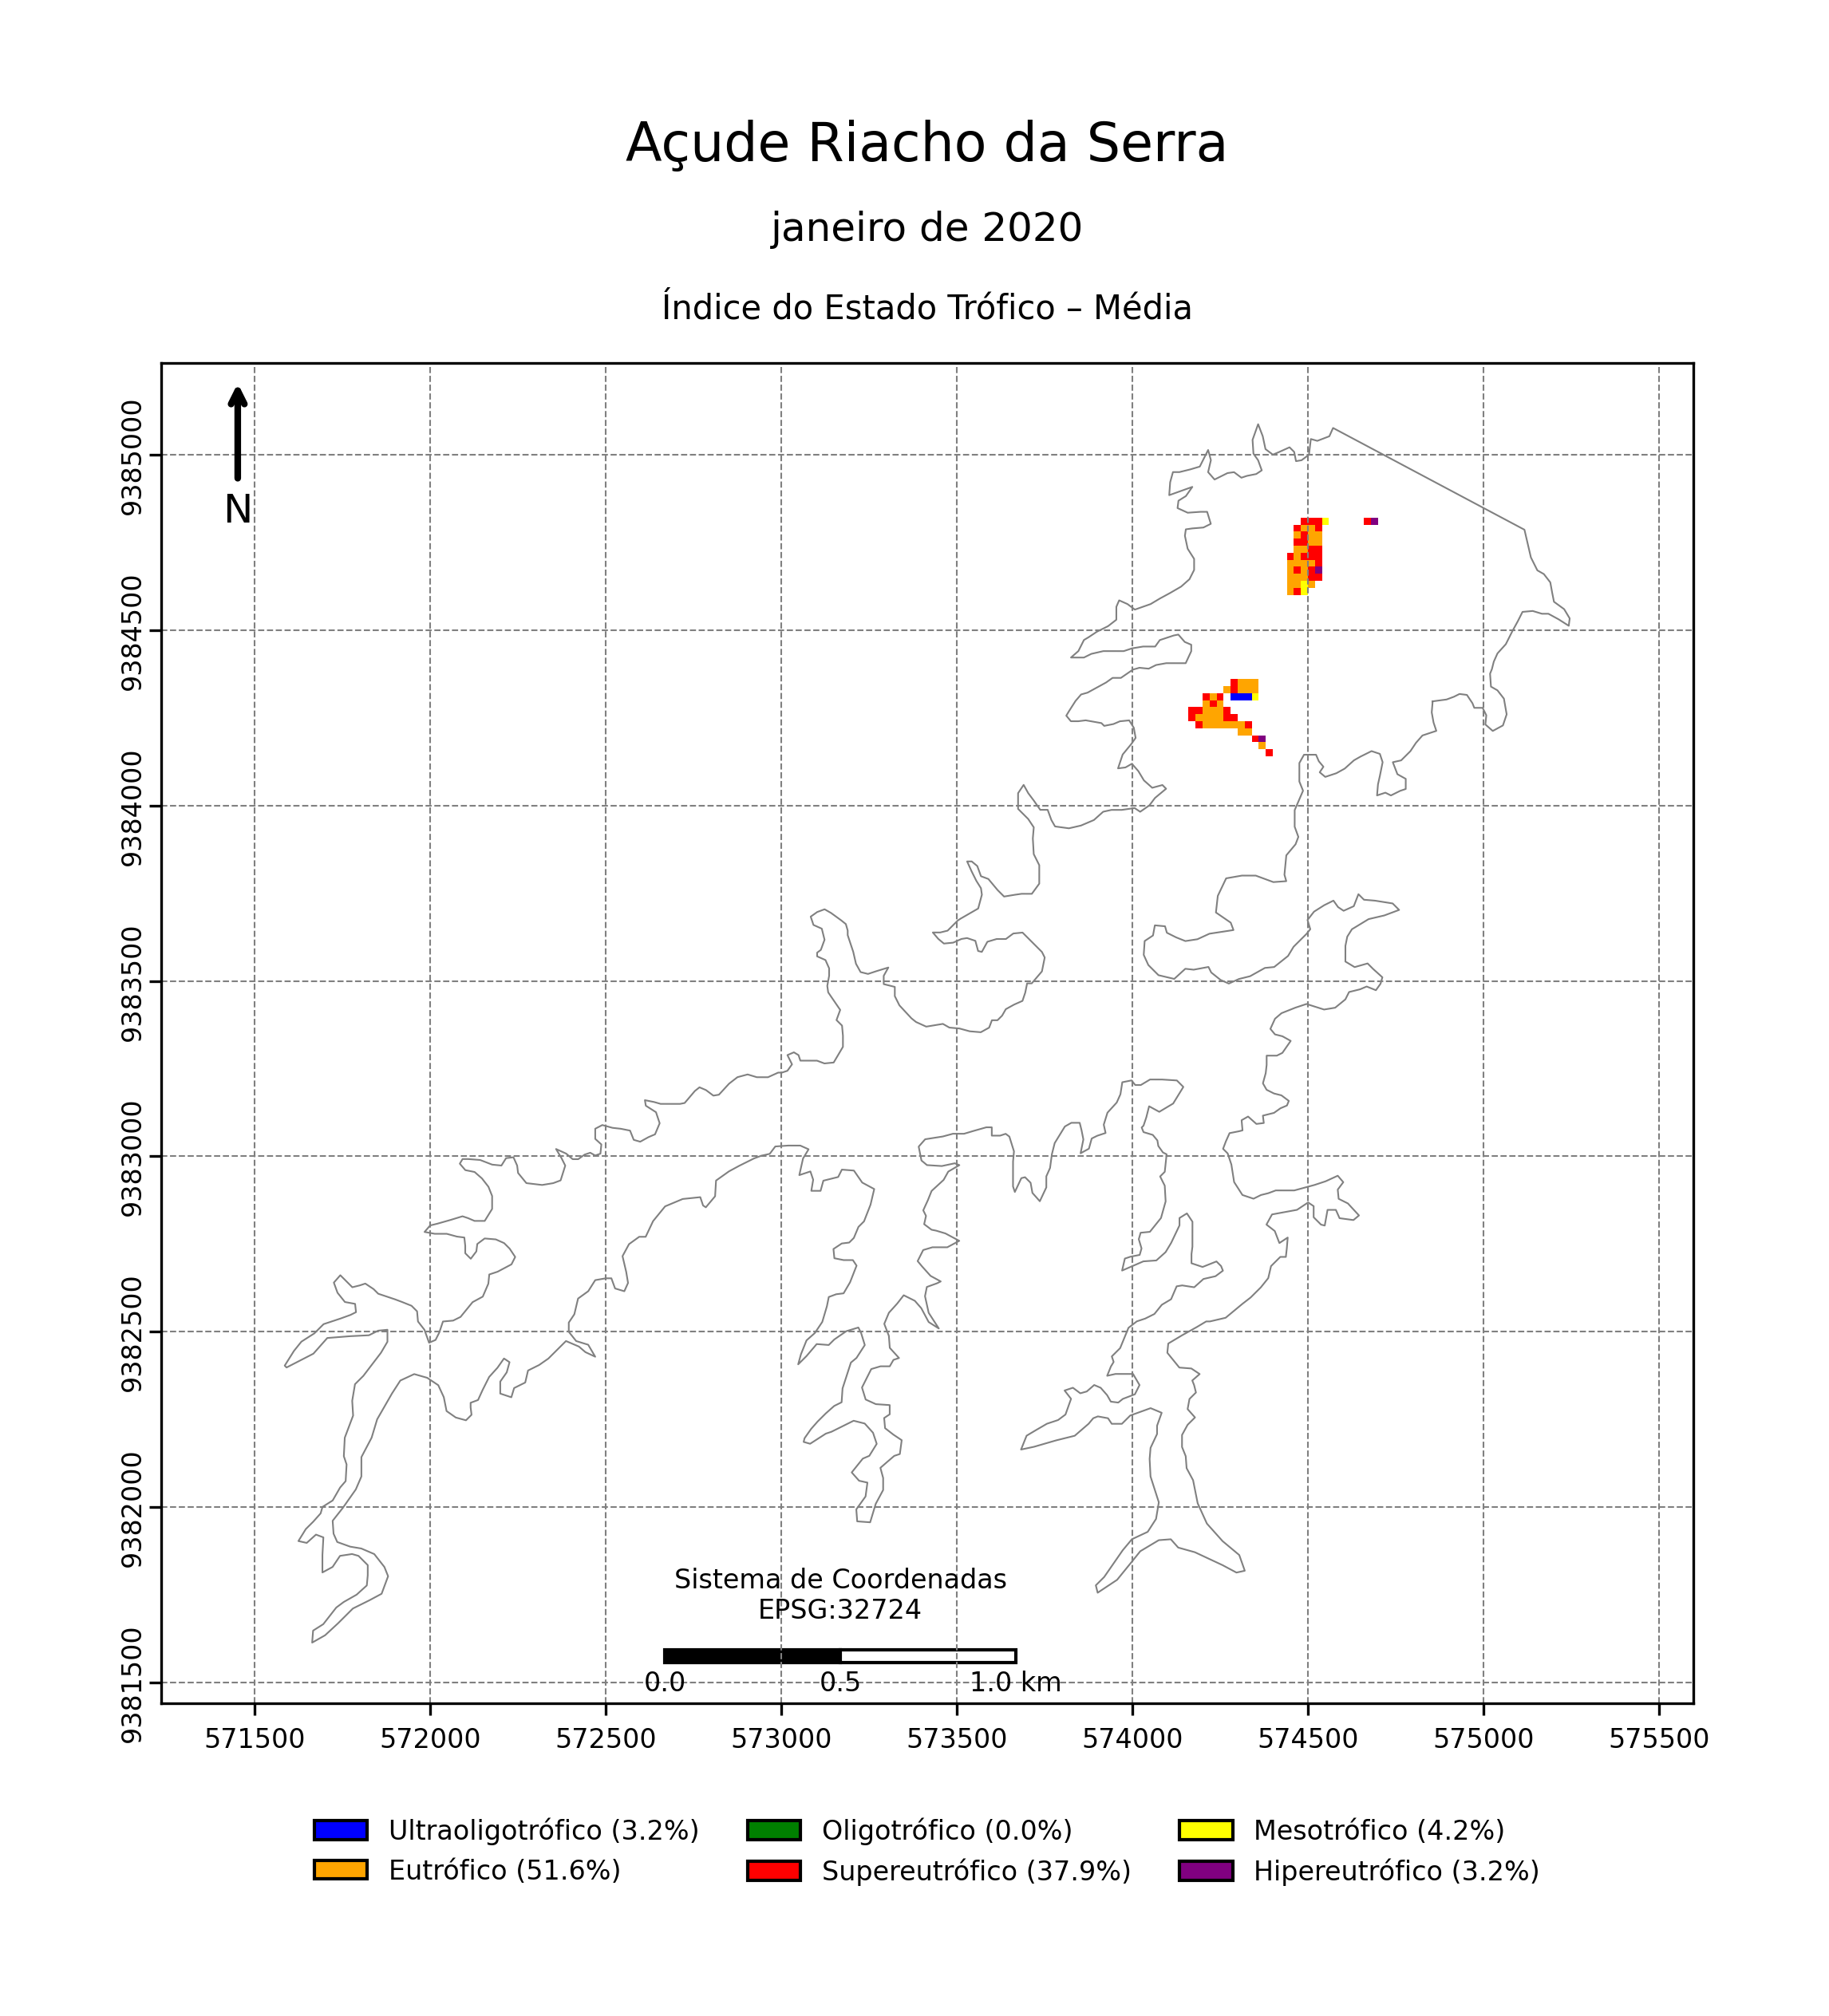 Açude Riacho da Serra
janeiro de 2020
Índice do Estado Trófico – Média
N
9385000
9384500
9384000
9383500
9383000
9382500
9382000
9381500
Sistema de Coordenadas
EPSG:32724
0.0 0.5 1.0 km
571500 572000 572500 573000 573500 574000 574500 575000 575500
Ultraoligotrófico (3.2%) Oligotrófico (0.0%) Mesotrófico (4.2%)
Eutrófico (51.6%) Supereutrófico (37.9%) Hipereutrófico (3.2%)